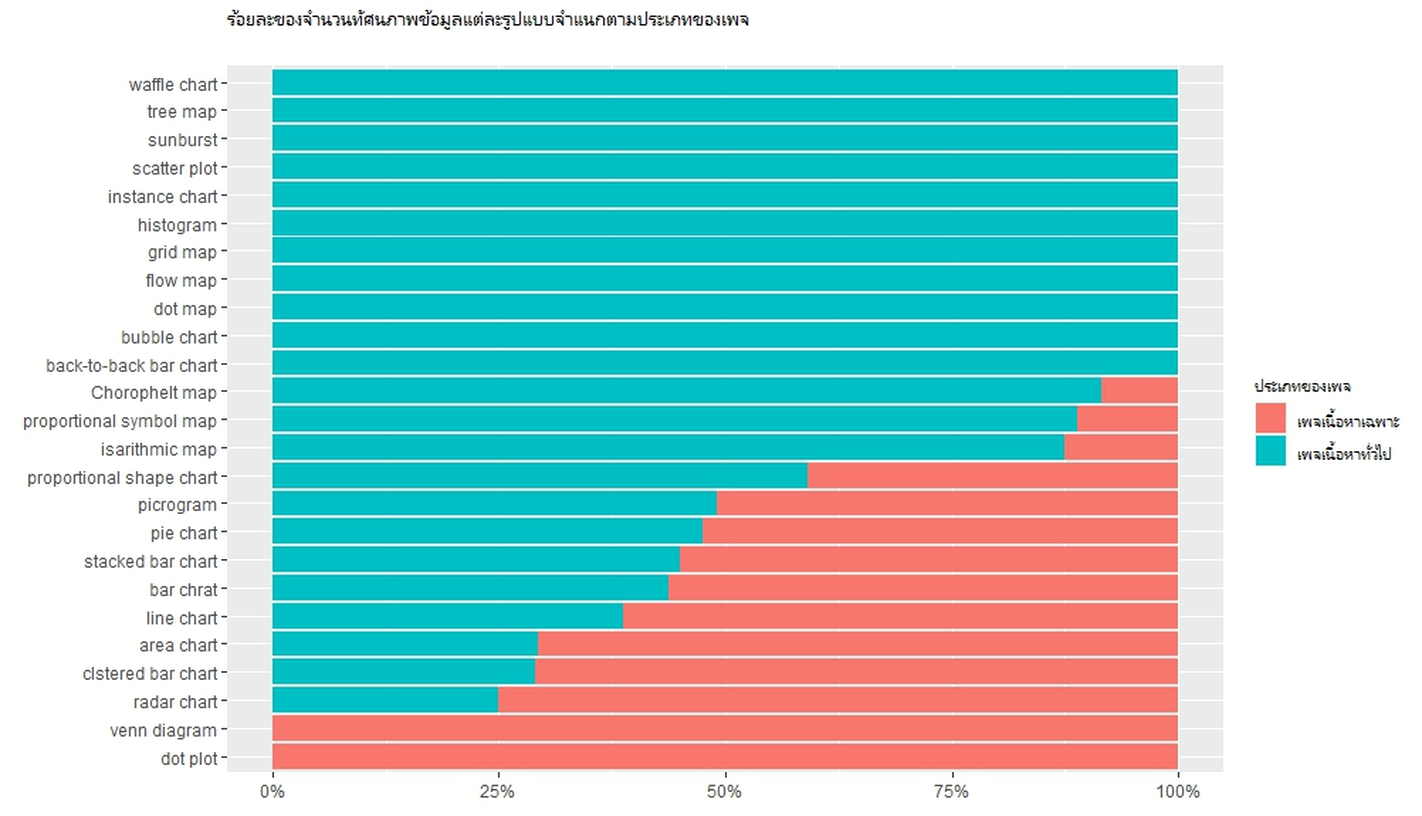 ร้อยละของจำนวนทัศนภาพข้อมูลแต่ละรูปแบบจำแนกตามประเภทของเพจ
waffle chart
tree map
sunburst
scatter plot
instance chart
histogram
grid map
flow map
dot map
bubble chart
back-to-back bar chart
Chorophelt map
proportional symbol map
isarithmic map
proportional shape chart
picrogram
pie chart
stacked bar chart
bar chrat
line chart
area chart
clstered bar chart
radar chart
venn diagram
dot plot
0% 25% 50% 75% 100%
ประเภทของเพจ
เพจเนื้อหาเฉพาะ
เพจเนื้อหาทั่วไป